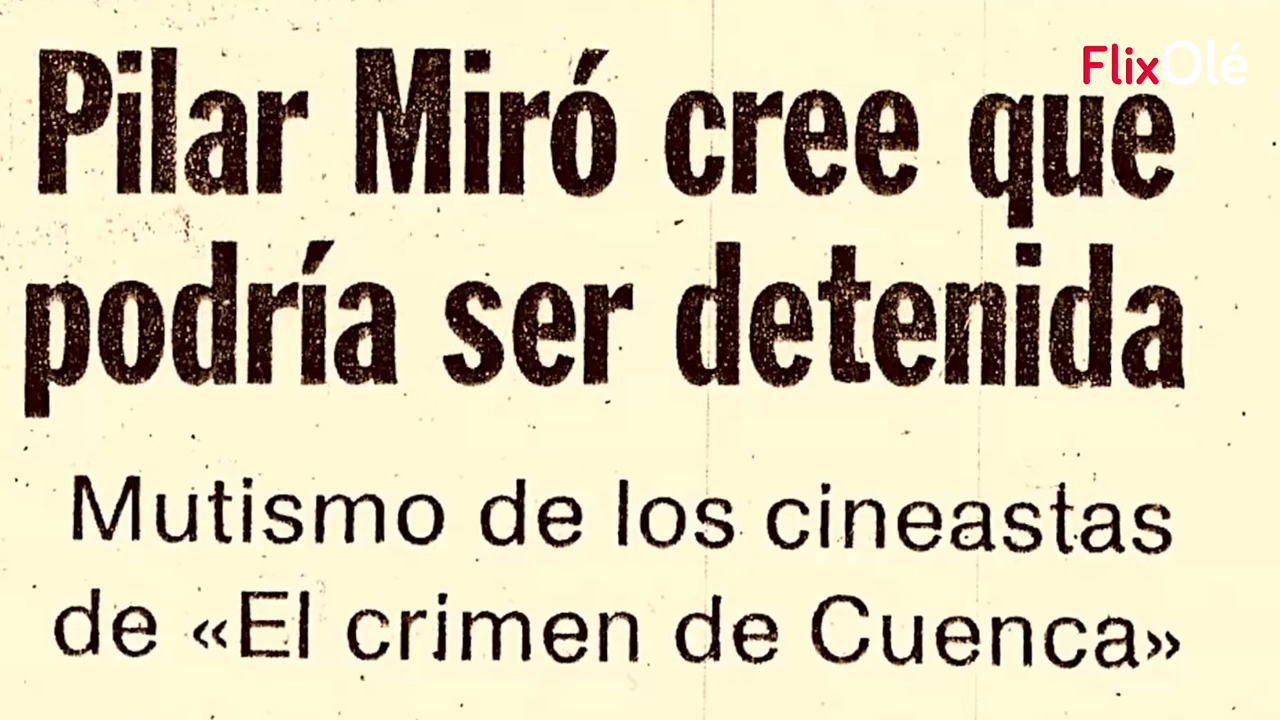 FlixOlé
Pilar Miró cree que
podría ser detenida
Mutismo de los cineastas
de «El crimen de Cuenca»